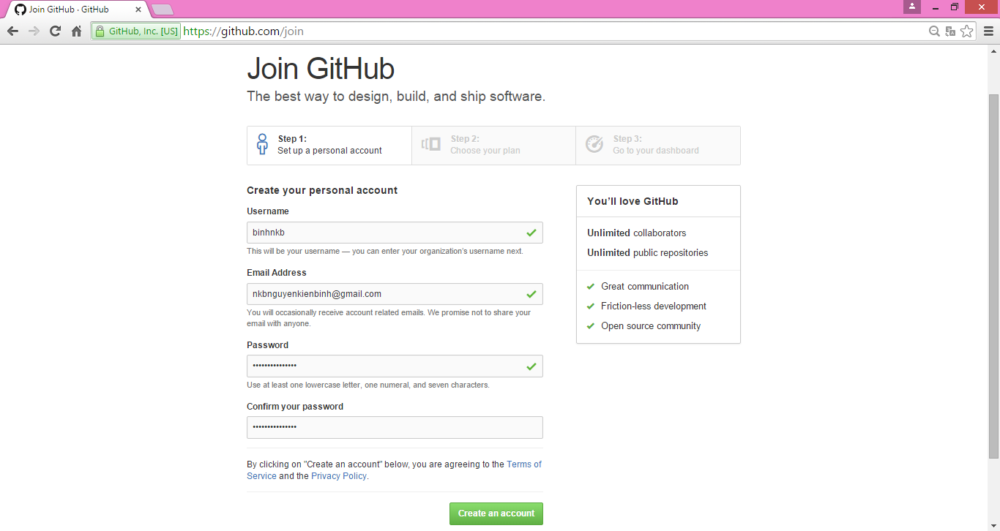 Join GitHub · GitHub
GitHub, Inc. [US] https://github.com/join
Join GitHub
The best way to design, build, and ship software.
Step 1:
Set up a personal account
Step 2:
Choose your plan
Step 3:
Go to your dashboard
Create your personal account
Username
binhnkb
This will be your username — you can enter your organization's username next.
Email Address
nkbnguyenkienbinh@gmail.com
You will occasionally receive account related emails. We promise not to share your
email with anyone.
Password
•••••••••••••••
Use at least one lowercase letter, one numeral, and seven characters.
Confirm your password
•••••••••••••••
By clicking on "Create an account" below, you are agreeing to the Terms of
Service and the Privacy Policy.
Create an account
You'll love GitHub
Unlimited collaborators
Unlimited public repositories
Great communication
Friction-less development
Open source community